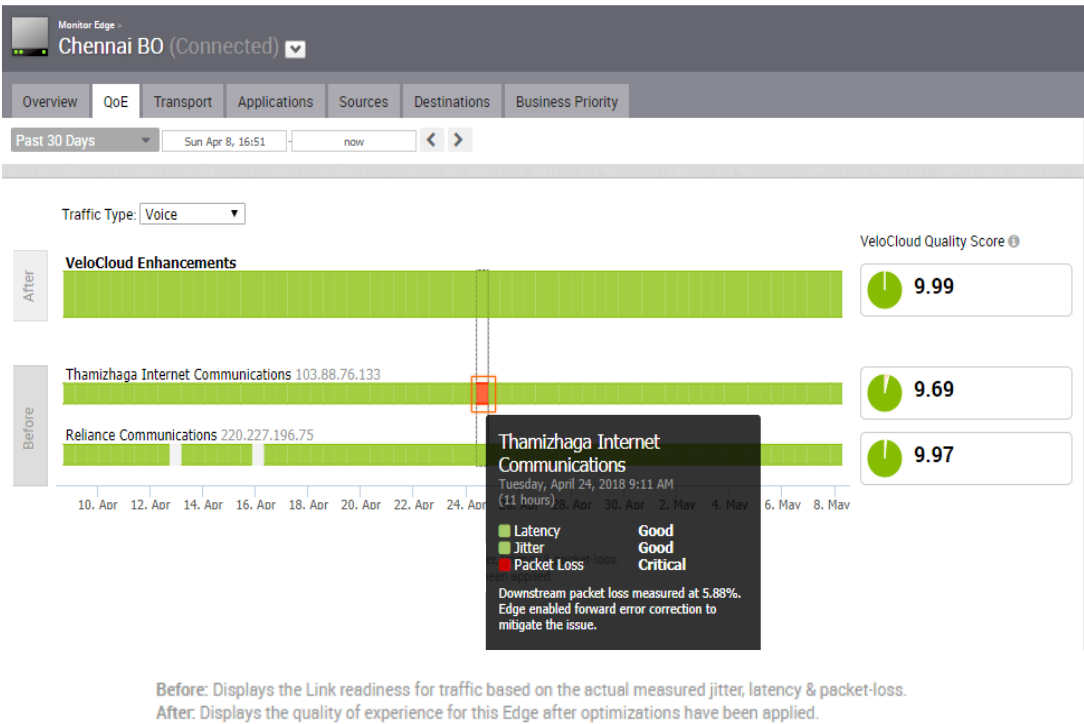 Monitor Edge >
Chennai BO (Connected)
Overview
QoE
Transport
Applications
Sources
Destinations
Business Priority
Past 30 Days
Sun Apr 8, 16:51
-
now
Traffic Type: Voice
VeloCloud Quality Score
After
VeloCloud Enhancements
9.99
Before
Thamizhaga Internet Communications 103.88.76.133
9.69
Reliance Communications 220.227.196.75
9.97
10. Apr
12. Apr
14. Apr
16. Apr
18. Apr
20. Apr
22. Apr
24. Apr
28. Apr
30. Apr
2. May
4. May
6. May
8. May
Thamizhaga Internet
Communications
Tuesday, April 24, 2018 9:11 AM
(11 hours)
Latency Good
Jitter Good
Packet Loss Critical
Downstream packet loss measured at 5.88%.
Edge enabled forward error correction to
mitigate the issue.
Before: Displays the Link readiness for traffic based on the actual measured jitter, latency & packet-loss.
After: Displays the quality of experience for this Edge after optimizations have been applied.